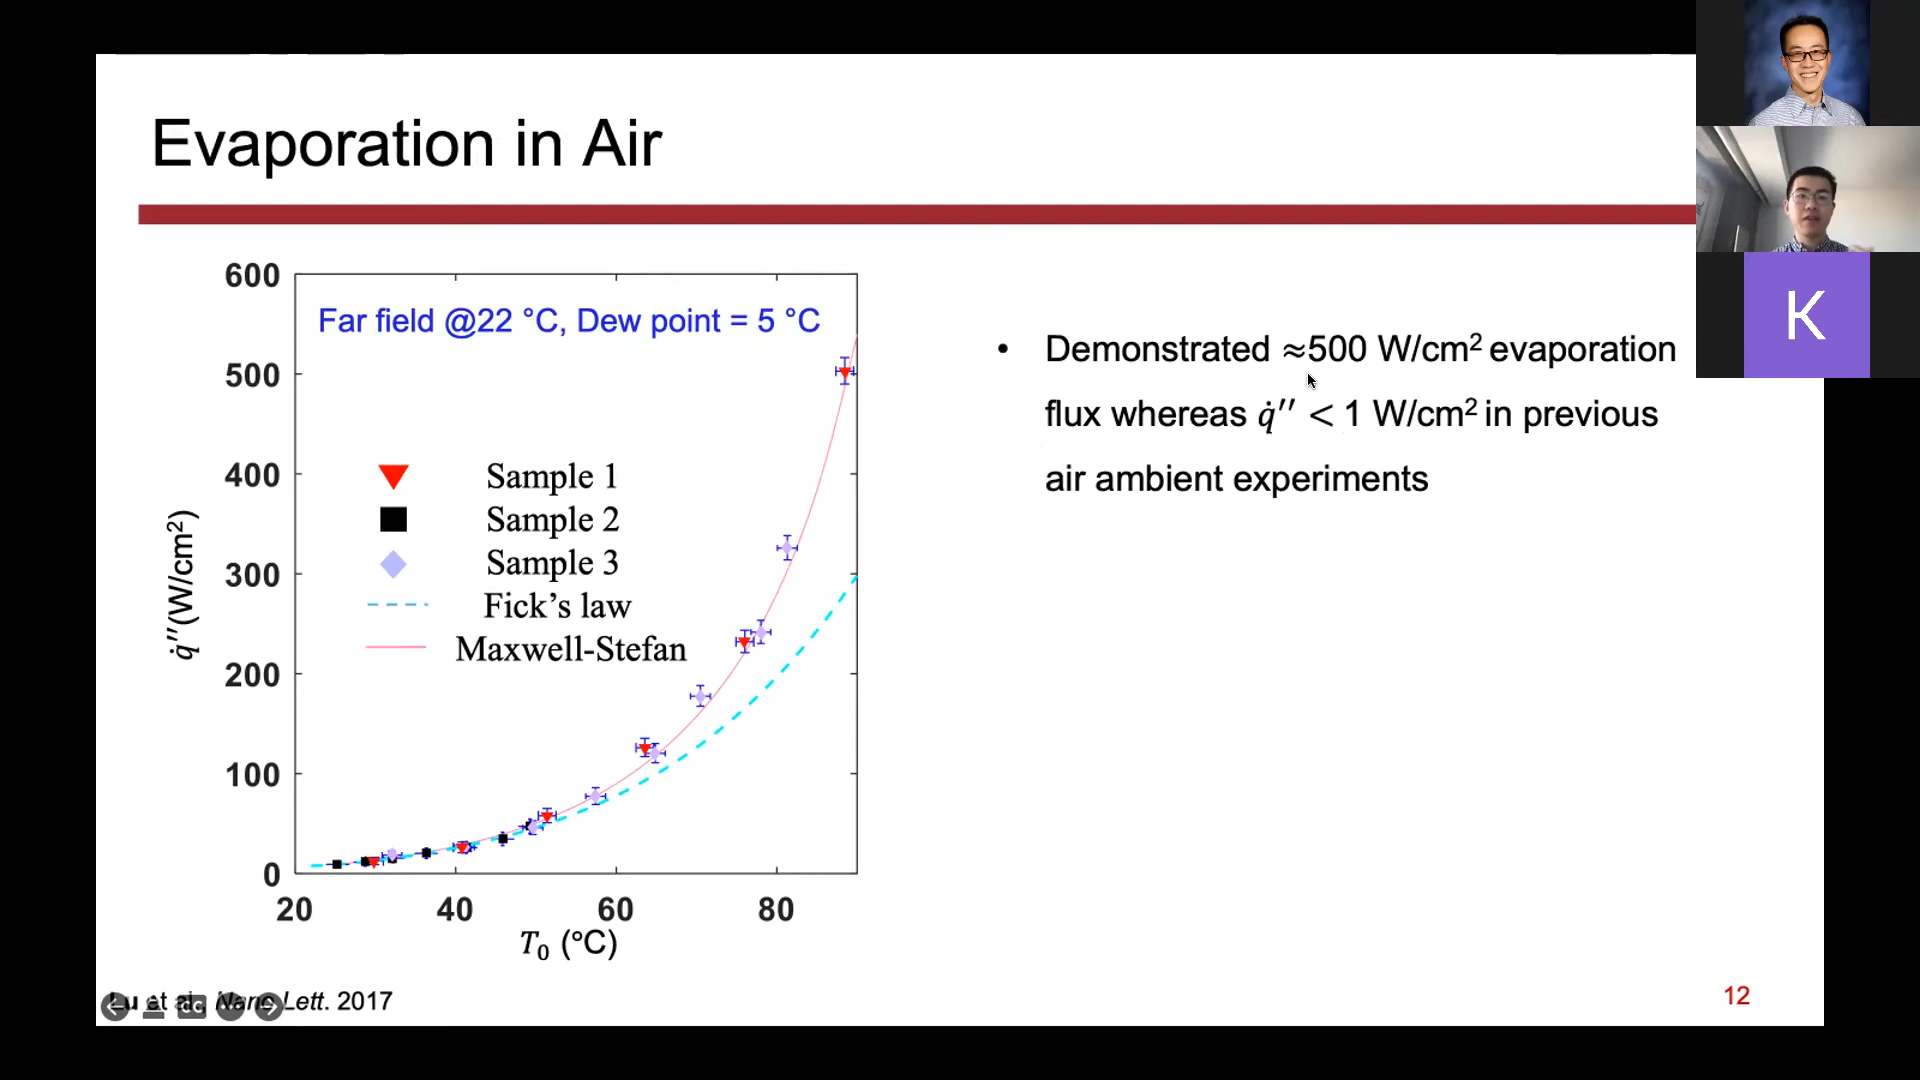 Evaporation in Air
600
500
400
300
200
100
0
20 40 60 80
q̇′′(W/cm²)
T₀ (°C)
Far field @22 °C, Dew point = 5 °C
Sample 1
Sample 2
Sample 3
Fick’s law
Maxwell-Stefan
• Demonstrated ≈500 W/cm² evaporation
flux whereas q̇′′ < 1 W/cm² in previous
air ambient experiments
K
Lu et al, Nano Lett. 2017
CC
12